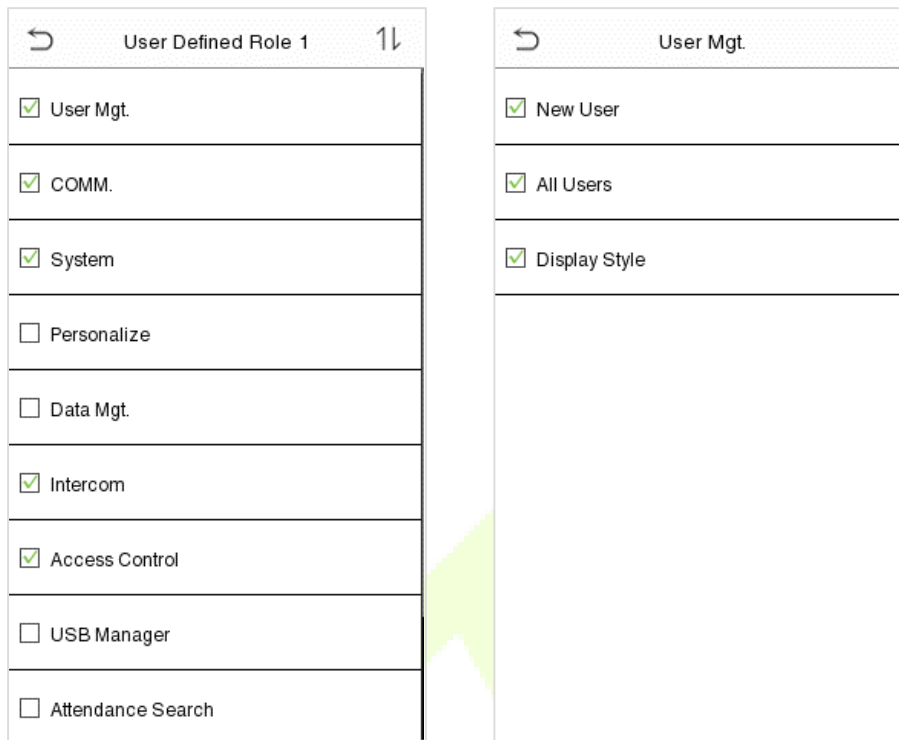 User Defined Role 1
User Mgt.
COMM.
System
Personalize
Data Mgt.
Intercom
Access Control
USB Manager
Attendance Search
User Mgt.
New User
All Users
Display Style